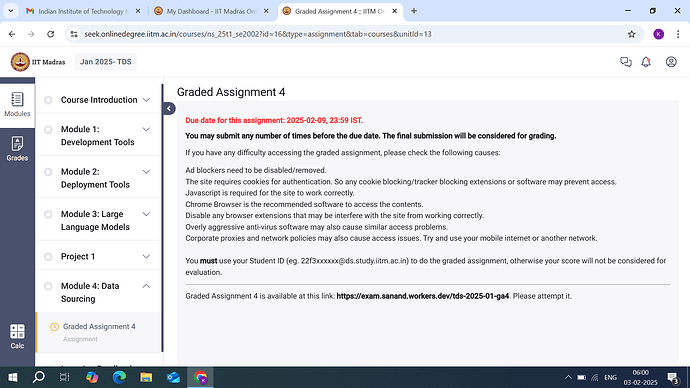 Indian Institute of Technology M
My Dashboard - IIT Madras Onl
Graded Assignment 4 :: IITM On
seek.onlinedegree.iitm.ac.in/courses/ns_25t1_se2002?id=16&type=assignment&tab=courses&unitId=13
K
IIT Madras
Jan 2025- TDS
Modules
Grades
Calc
Course Introduction
Module 1:
Development Tools
Module 2:
Deployment Tools
Module 3: Large
Language Models
Project 1
Module 4: Data
Sourcing
Graded Assignment 4
Assignment
Graded Assignment 4
Due date for this assignment: 2025-02-09, 23:59 IST.
You may submit any number of times before the due date. The final submission will be considered for grading.
If you have any difficulty accessing the graded assignment, please check the following causes:
Ad blockers need to be disabled/removed.
The site requires cookies for authentication. So any cookie blocking/tracker blocking extensions or software may prevent access.
Javascript is required for the site to work correctly.
Chrome Browser is the recommended software to access the contents.
Disable any browser extensions that may be interfere with the site from working correctly.
Overly aggressive anti-virus software may also cause similar access problems.
Corporate proxies and network policies may also cause access issues. Try and use your mobile internet or another network.
You must use your Student ID (eg. 22f3xxxxxx@ds.study.iitm.ac.in) to do the graded assignment, otherwise your score will not be considered for
evaluation.
Graded Assignment 4 is available at this link: https://exam.sanand.workers.dev/tds-2025-01-ga4. Please attempt it.
ENG
06:00
03-02-2025
3